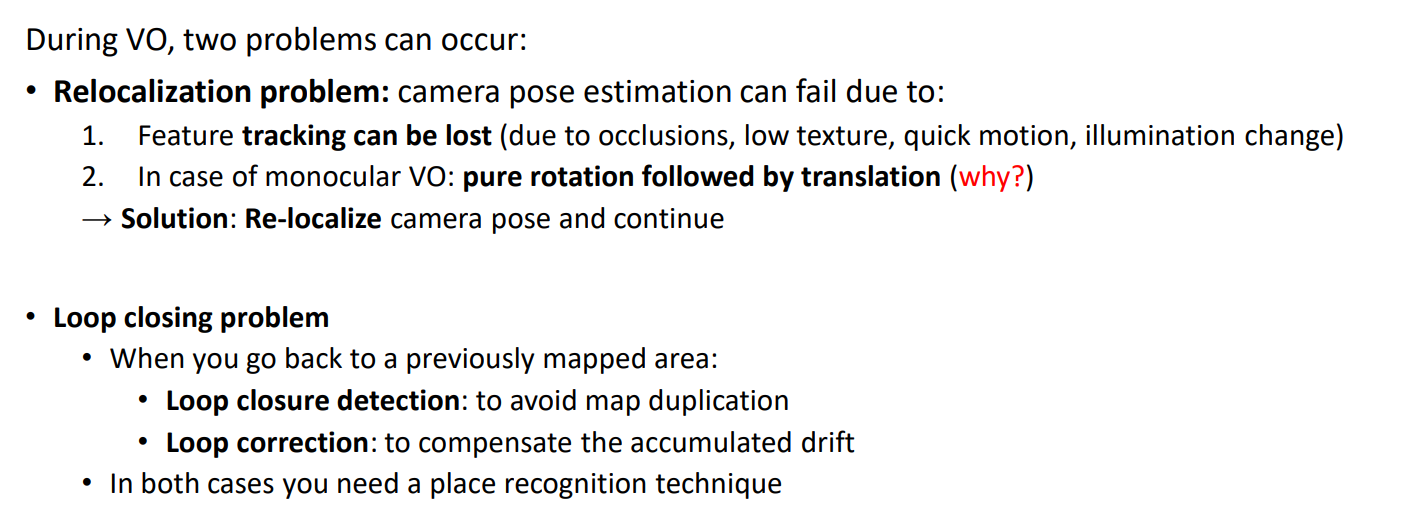 During VO, two problems can occur:
• Relocalization problem: camera pose estimation can fail due to:
1. Feature tracking can be lost (due to occlusions, low texture, quick motion, illumination change)
2. In case of monocular VO: pure rotation followed by translation (why?)
→ Solution: Re-localize camera pose and continue
• Loop closing problem
• When you go back to a previously mapped area:
• Loop closure detection: to avoid map duplication
• Loop correction: to compensate the accumulated drift
• In both cases you need a place recognition technique